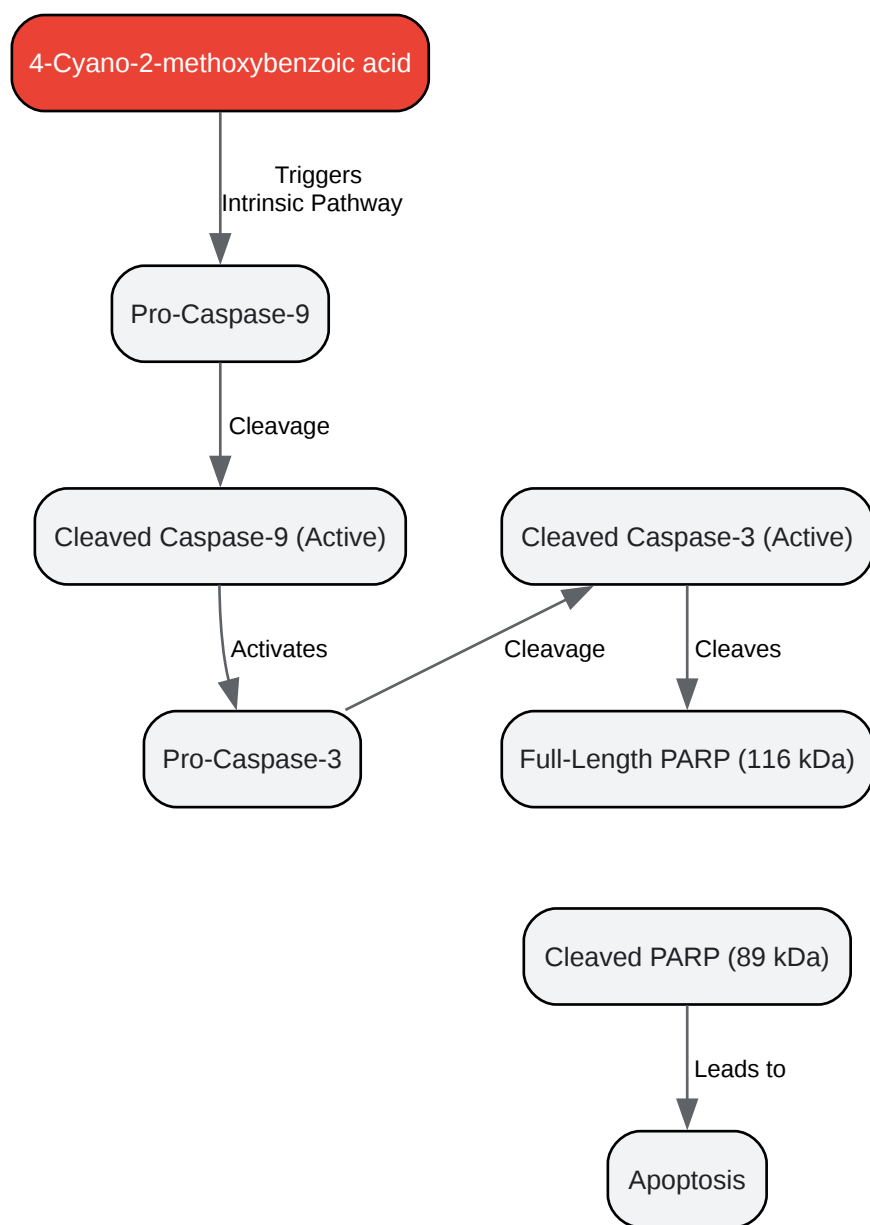 4-Cyano-2-methoxybenzoic acid
Triggers
Intrinsic Pathway
Pro-Caspase-9
Cleavage
Cleaved Caspase-9 (Active)
Cleaved Caspase-3 (Active)
Activates
Cleavage
Cleaves
Pro-Caspase-3
Full-Length PARP (116 kDa)
Cleaved PARP (89 kDa)
Leads to
Apoptosis